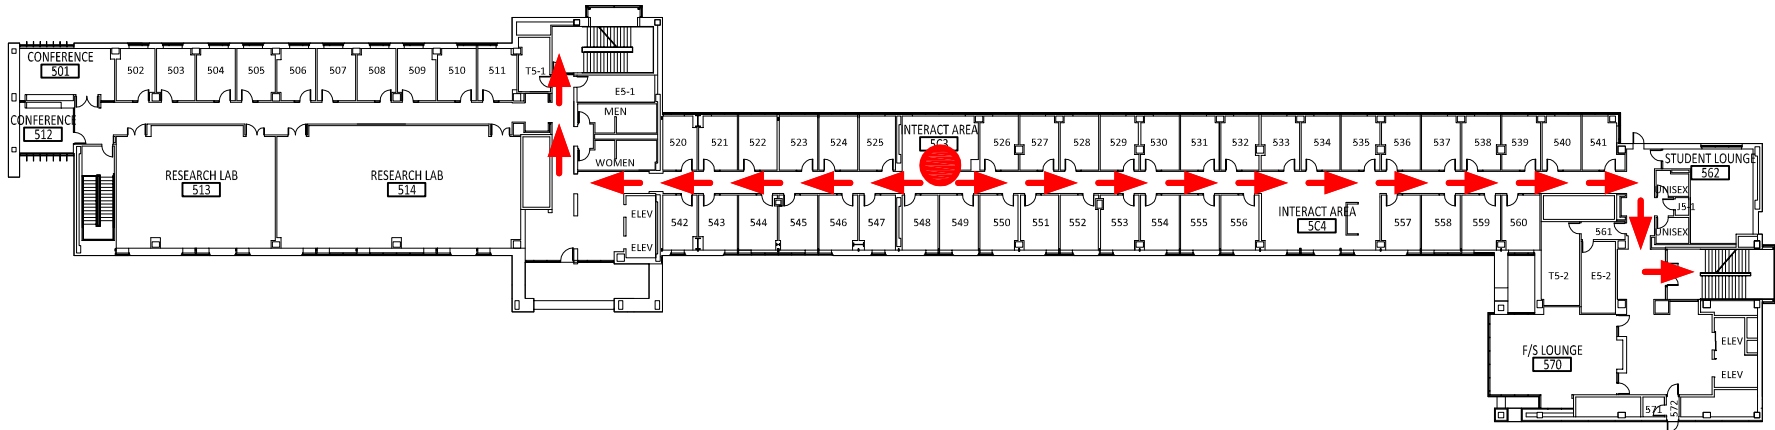 CONFERENCE
501
502
503
504
505
506
507
508
509
510
511
T5-1
E5-1
MEN
WOMEN
CONFERENCE
512
RESEARCH LAB
513
RESEARCH LAB
514
ELEV
ELEV
520
521
522
523
524
525
INTERACT AREA
5C3
526
527
528
529
530
531
532
533
534
535
536
537
538
539
540
541
542
543
544
545
546
547
548
549
550
551
552
553
554
555
556
INTERACT AREA
5C4
557
558
559
560
561
STUDENT LOUNGE
562
UNISEX
J5-1
UNISEX
T5-2
E5-2
F/S LOUNGE
570
ELEV
ELEV
571
572